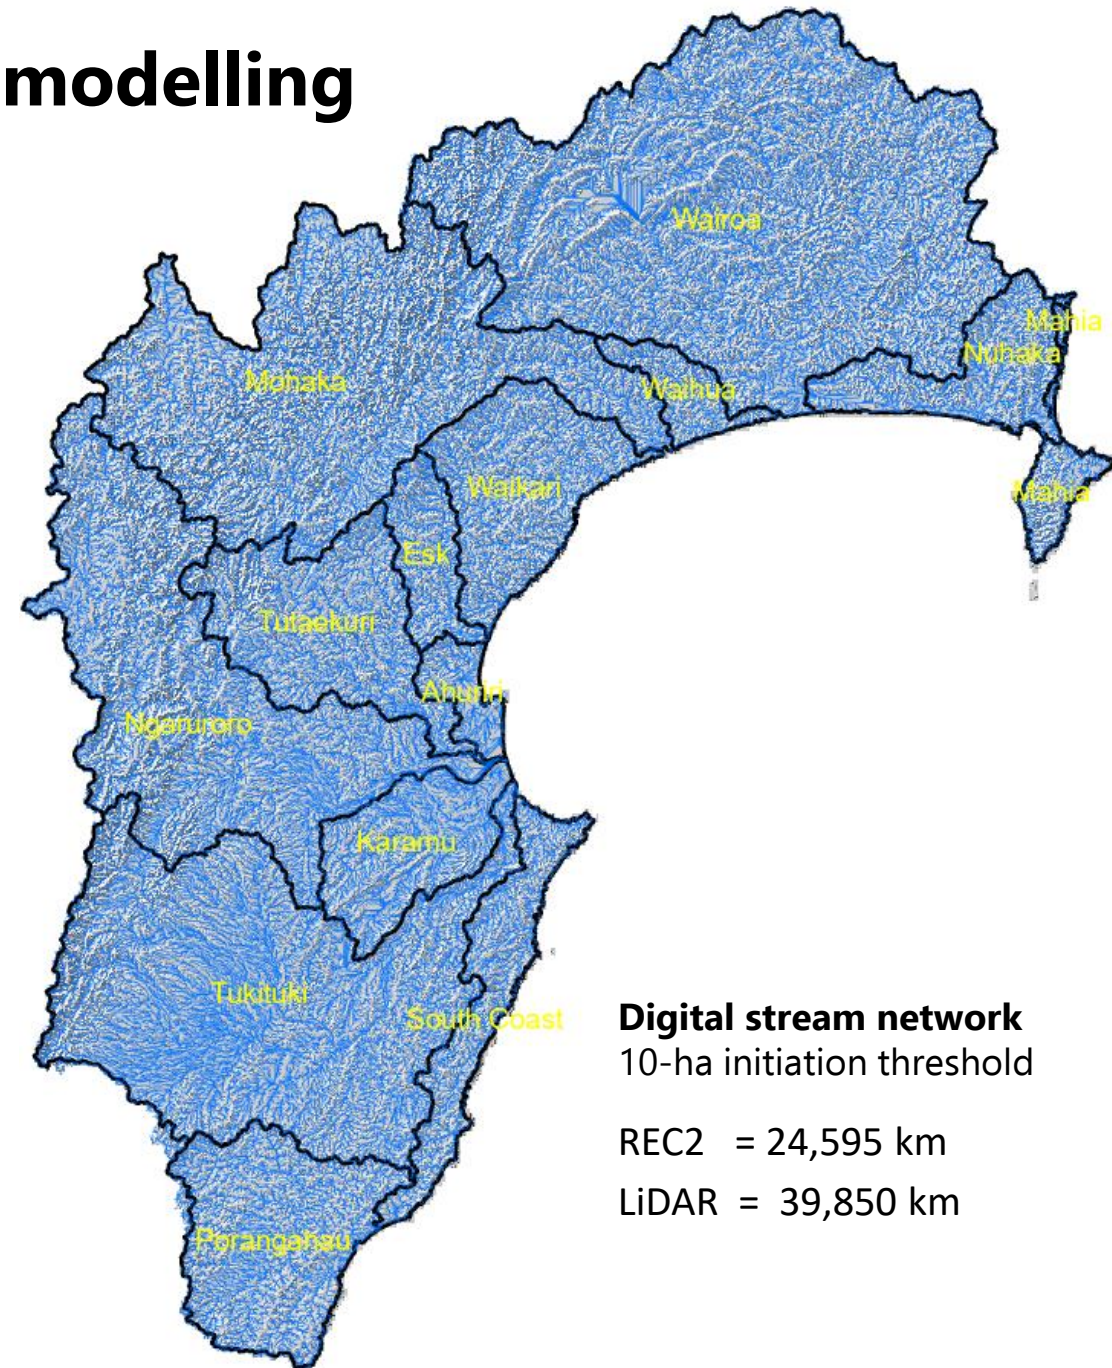 modelling
Wairoa
Mahia
Nuhaka
Mohaka
Waihua
Waikari
Mahia
Esk
Tutaekuri
Ahuriri
Ngaruroro
Karamu
Tukituki
South Coast
Porangahau
Digital stream network
10-ha initiation threshold
REC2 = 24,595 km
LiDAR = 39,850 km